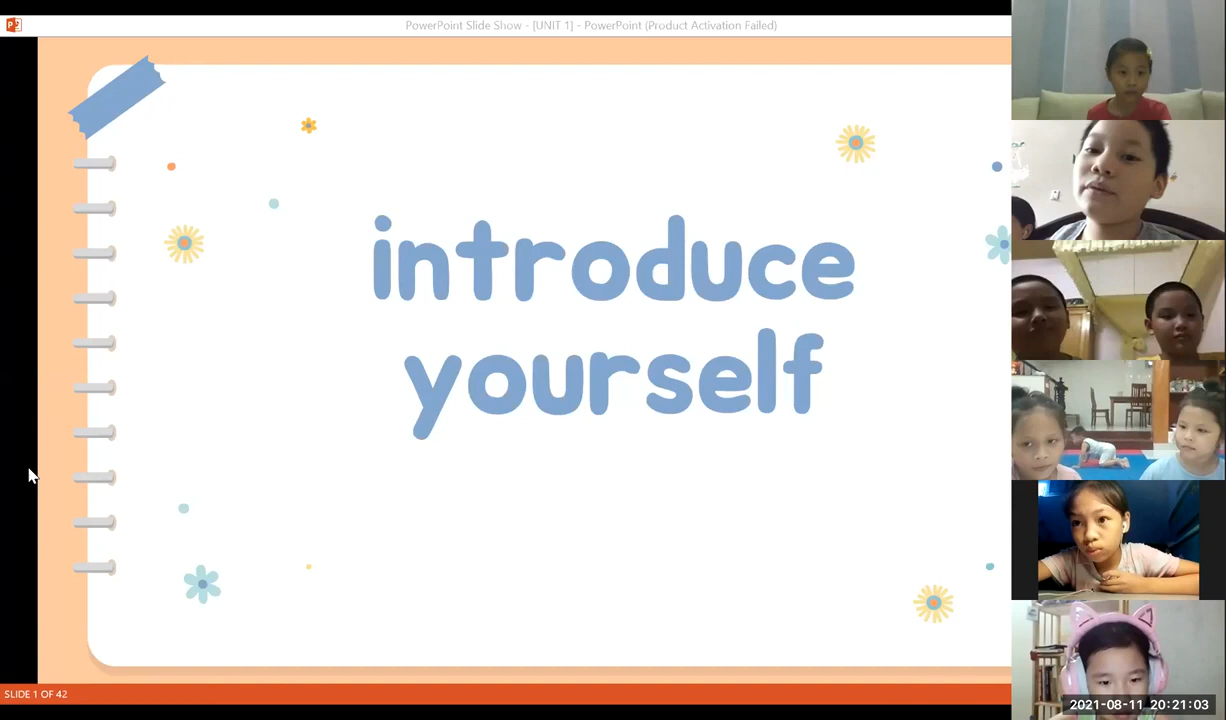 PowerPoint Slide Show - [UNIT 1] - PowerPoint (Product Activation Failed)
introduce
yourself
SLIDE 1 OF 42
2021-08-11 20:21:03